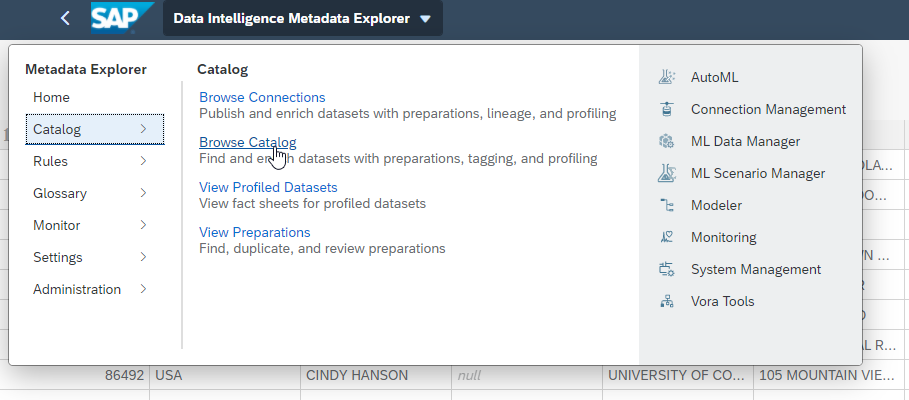 SAP Data Intelligence Metadata Explorer
Metadata Explorer
Home
Catalog
Rules
Glossary
Monitor
Settings
Administration
Catalog
Browse Connections
Publish and enrich datasets with preparations, lineage, and profiling
Browse Catalog
Find and enrich datasets with preparations, tagging, and profiling
View Profiled Datasets
View fact sheets for profiled datasets
View Preparations
Find, duplicate, and review preparations
AutoML
Connection Management
ML Data Manager
ML Scenario Manager
Modeler
Monitoring
System Management
Vora Tools
86492 USA CINDY HANSON null UNIVERSITY OF CO... 105 MOUNTAIN VIE...